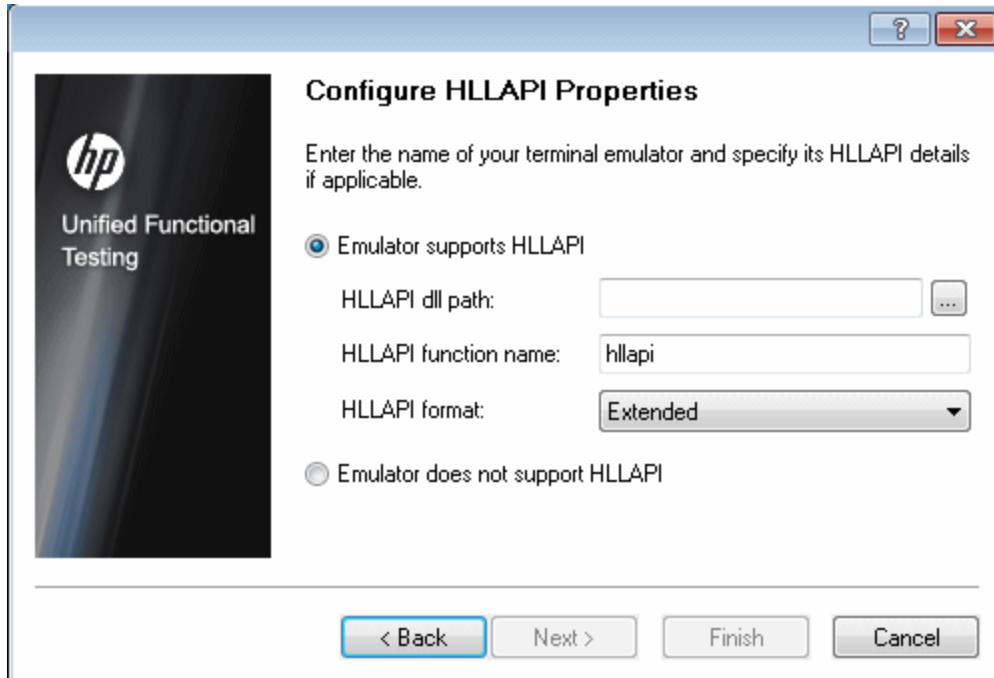 ?
Configure HLLAPI Properties
hp
Unified Functional
Testing
Enter the name of your terminal emulator and specify its HLLAPI details
if applicable.
Emulator supports HLLAPI
HLLAPI dll path:
...
HLLAPI function name:
hllapi
HLLAPI format:
Extended
Emulator does not support HLLAPI
< Back
Next >
Finish
Cancel